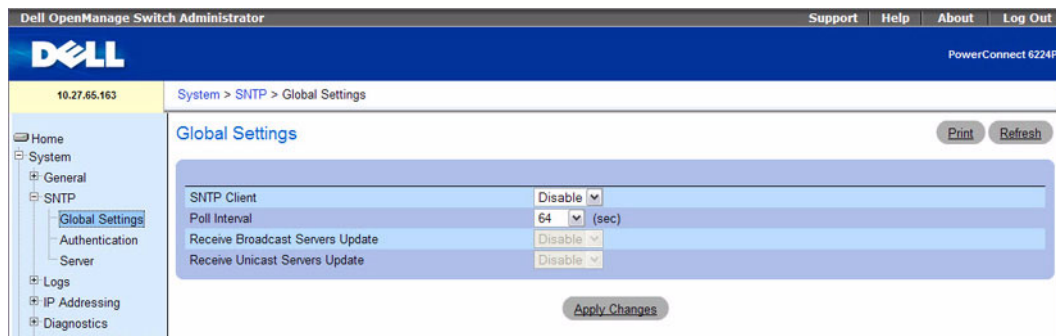 Dell OpenManage Switch Administrator
Support Help About Log Out
DELL
PowerConnect 6224P
10.27.65.163
System > SNTP > Global Settings
Home
System
General
SNTP
Global Settings
Authentication
Server
Logs
IP Addressing
Diagnostics
Global Settings
Print Refresh
SNTP Client Disable
Poll Interval 64 (sec)
Receive Broadcast Servers Update Disable
Receive Unicast Servers Update Disable
Apply Changes